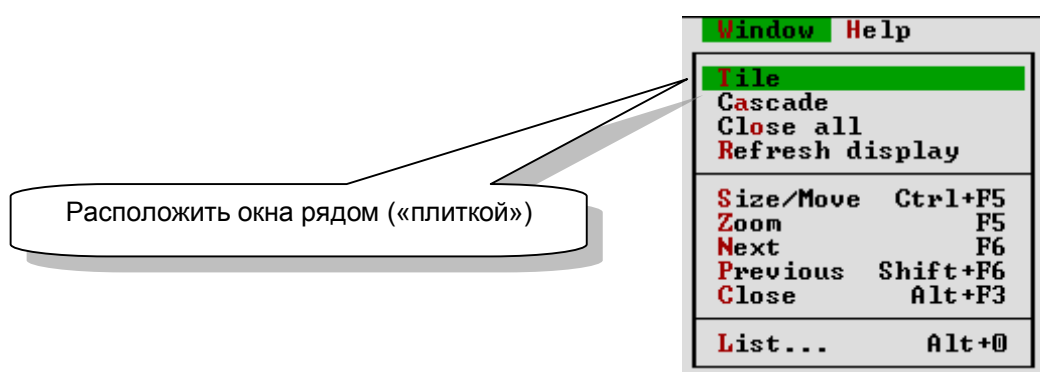 Window Help
Tile
Cascade
Close all
Refresh display
Расположить окна рядом («плиткой»)
Size/Move Ctrl+F5
Zoom F5
Next F6
Previous Shift+F6
Close Alt+F3
List... Alt+0